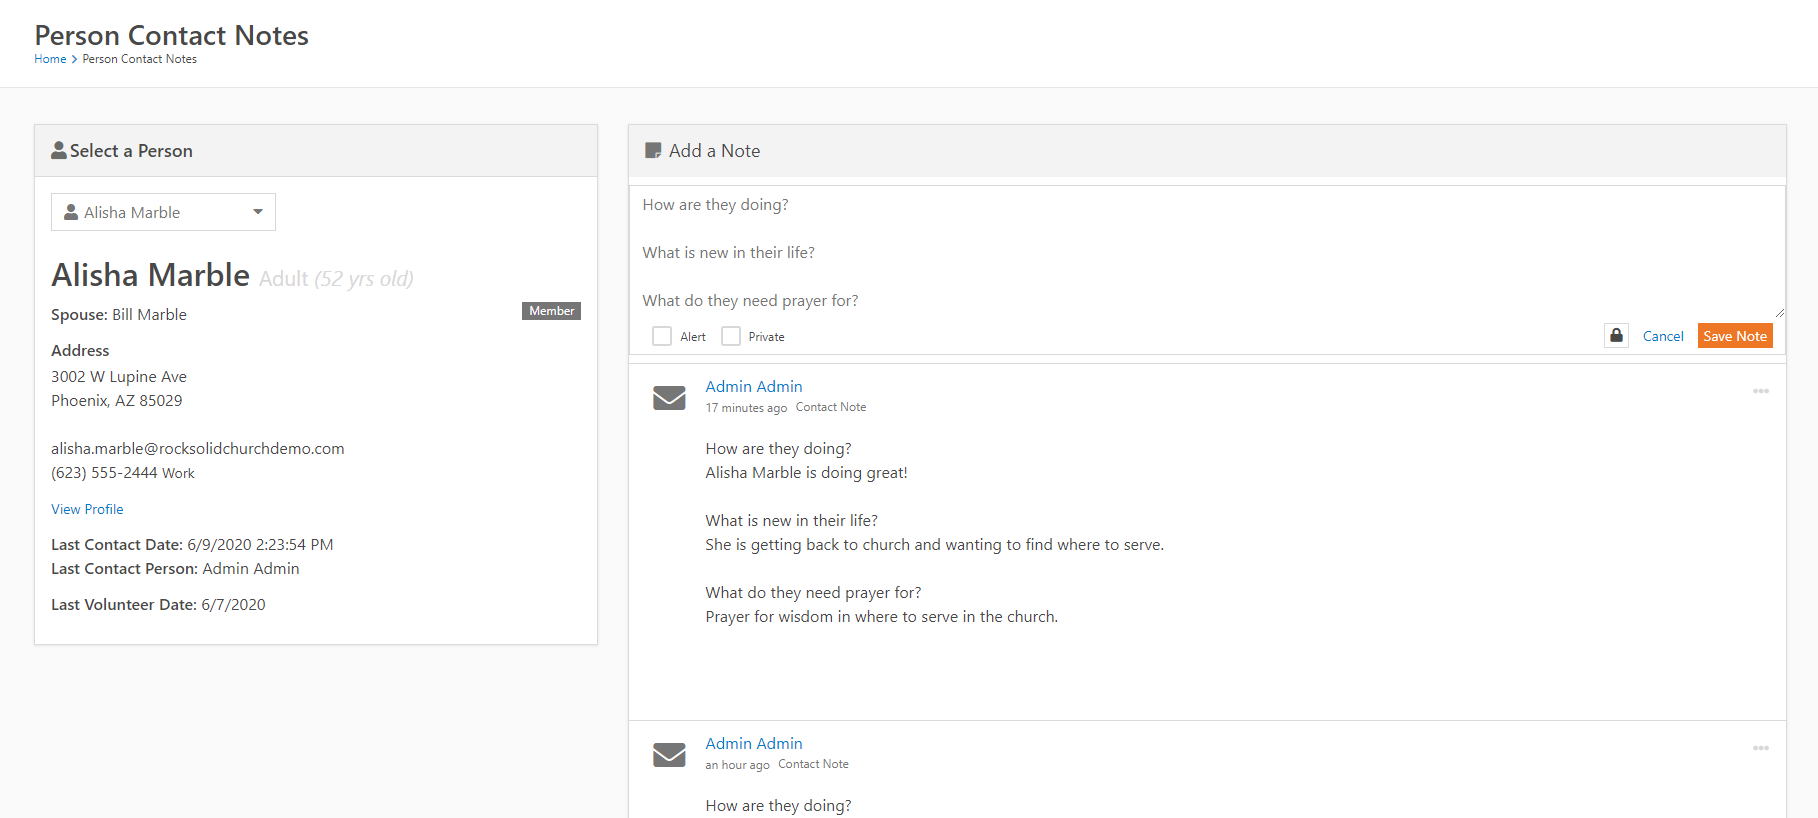 Person Contact Notes
Home > Person Contact Notes
Select a Person
Alisha Marble
Alisha Marble Adult (52 yrs old)
Spouse: Bill Marble
Member
Address
3002 W Lupine Ave
Phoenix, AZ 85029
alisha.marble@rocksolidchurchdemo.com
(623) 555-2444 Work
View Profile
Last Contact Date: 6/9/2020 2:23:54 PM
Last Contact Person: Admin Admin
Last Volunteer Date: 6/7/2020
Add a Note
How are they doing?
What is new in their life?
What do they need prayer for?
Alert Private Cancel Save Note
Admin Admin
17 minutes ago Contact Note
How are they doing?
Alisha Marble is doing great!
What is new in their life?
She is getting back to church and wanting to find where to serve.
What do they need prayer for?
Prayer for wisdom in where to serve in the church.
Admin Admin
an hour ago Contact Note
How are they doing?